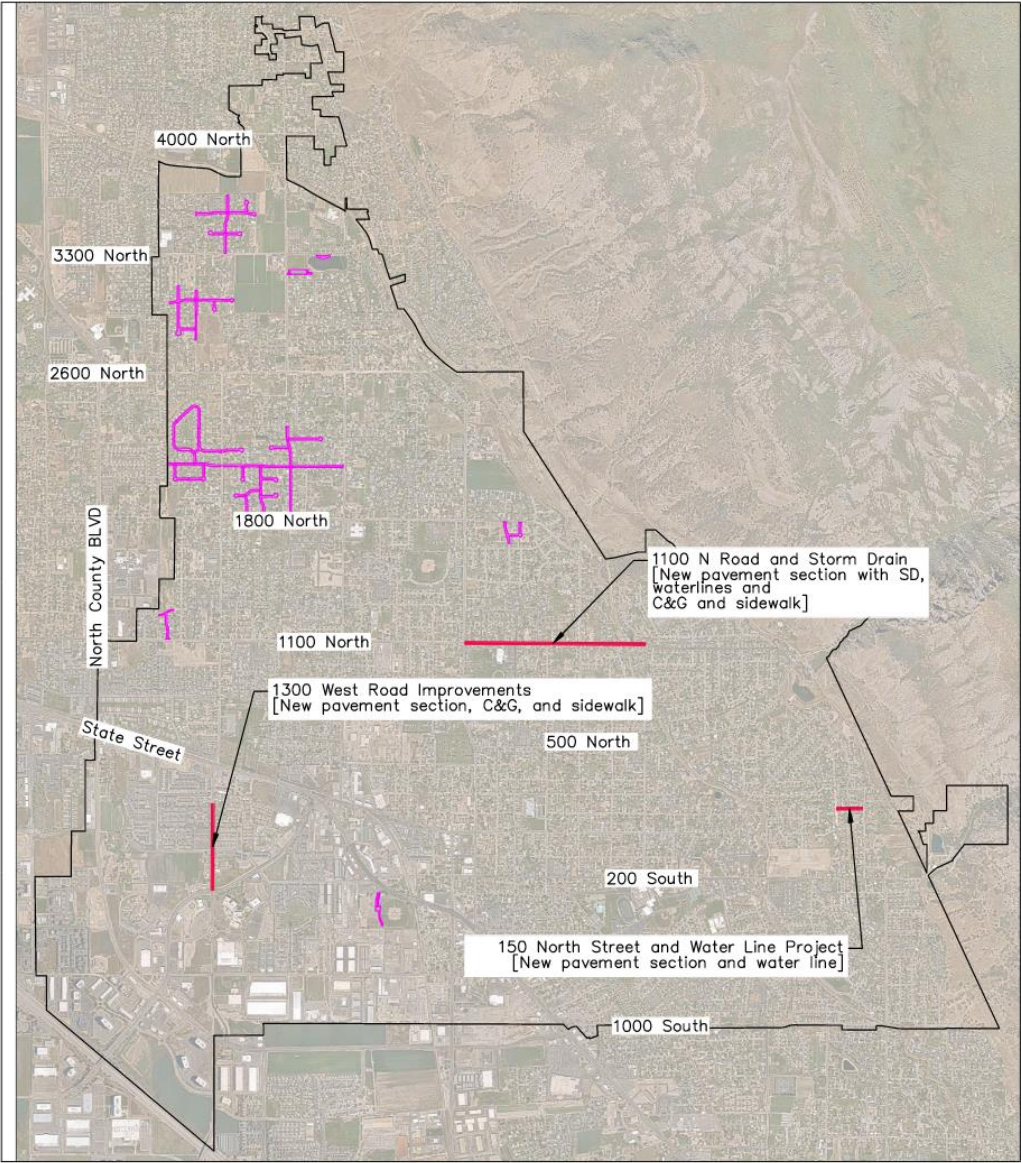 4000 North
3300 North
2600 North
1800 North
North County BLVD
1100 N Road and Storm Drain
[New pavement section with SD,
waterlines and
C&G and sidewalk]
1100 North
1300 West Road Improvements
[New pavement section, C&G, and sidewalk]
State Street
500 North
200 South
150 North Street and Water Line Project
[New pavement section and water line]
1000 South